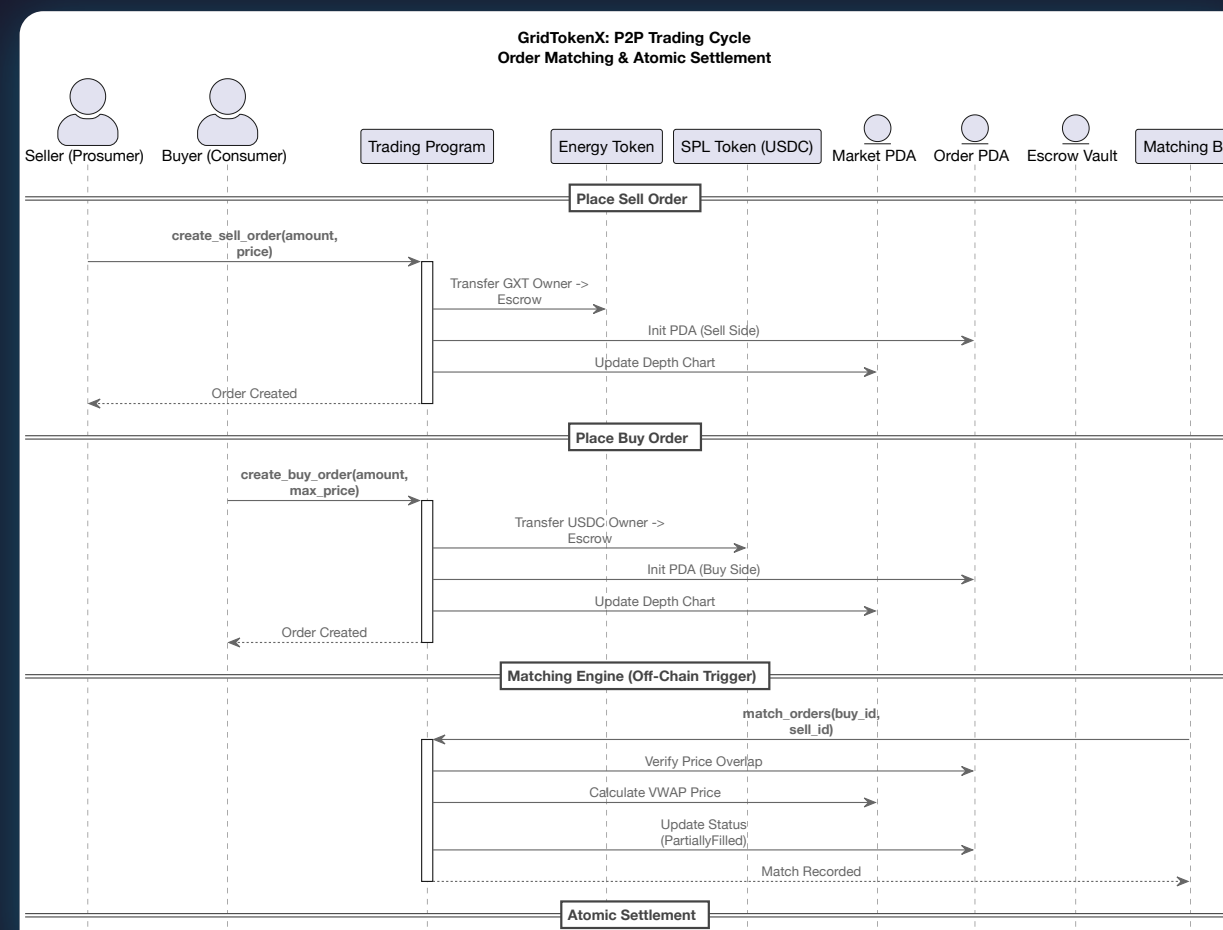 GridTokenX: P2P Trading Cycle
Order Matching & Atomic Settlement
Seller (Prosumer)
Buyer (Consumer)
Trading Program
Energy Token
SPL Token (USDC)
Market PDA
Order PDA
Escrow Vault
Matching B
Place Sell Order
create_sell_order(amount,
price)
Transfer GXT Owner ->
Escrow
Init PDA (Sell Side)
Update Depth Chart
Order Created
Place Buy Order
create_buy_order(amount,
max_price)
Transfer USDC Owner ->
Escrow
Init PDA (Buy Side)
Update Depth Chart
Order Created
Matching Engine (Off-Chain Trigger)
match_orders(buy_id,
sell_id)
Verify Price Overlap
Calculate VWAP Price
Update Status
(PartiallyFilled)
Match Recorded
Atomic Settlement